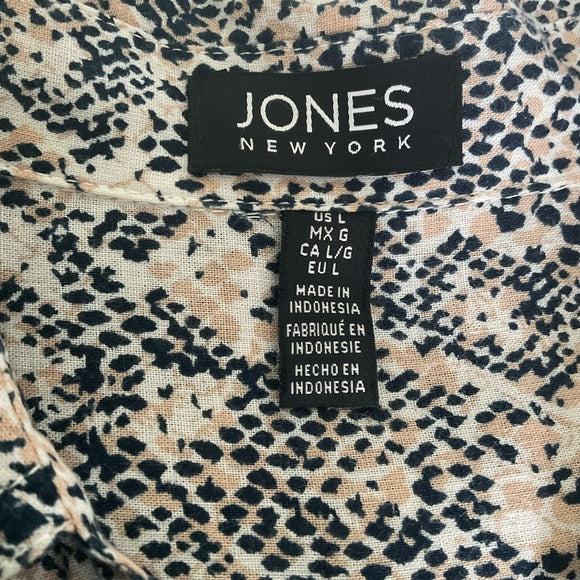 JONES
NEW YORK
US L
MX G
CA L/G
EU L
MADE IN
INDONESIA
FABRIQUÉ EN
INDONESIE
HECHO EN
INDONESIA